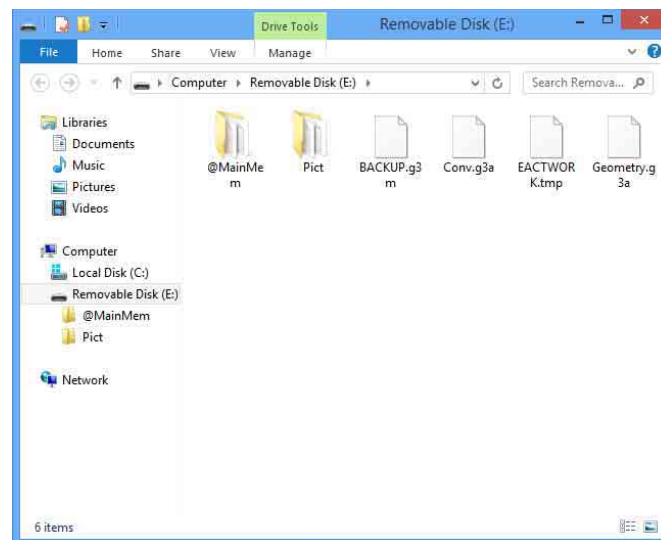 Drive Tools
Removable Disk (E:)
File
Home
Share
View
Manage
Computer
Removable Disk (E:)
Search Remova...
Libraries
Documents
Music
Pictures
Videos
Computer
Local Disk (C:)
Removable Disk (E:)
@MainMem
Pict
Network
@MainMe
m
Pict
BACKUP.g3
m
Conv.g3a
EACTWOR
K.tmp
Geometry.g
3a
6 items